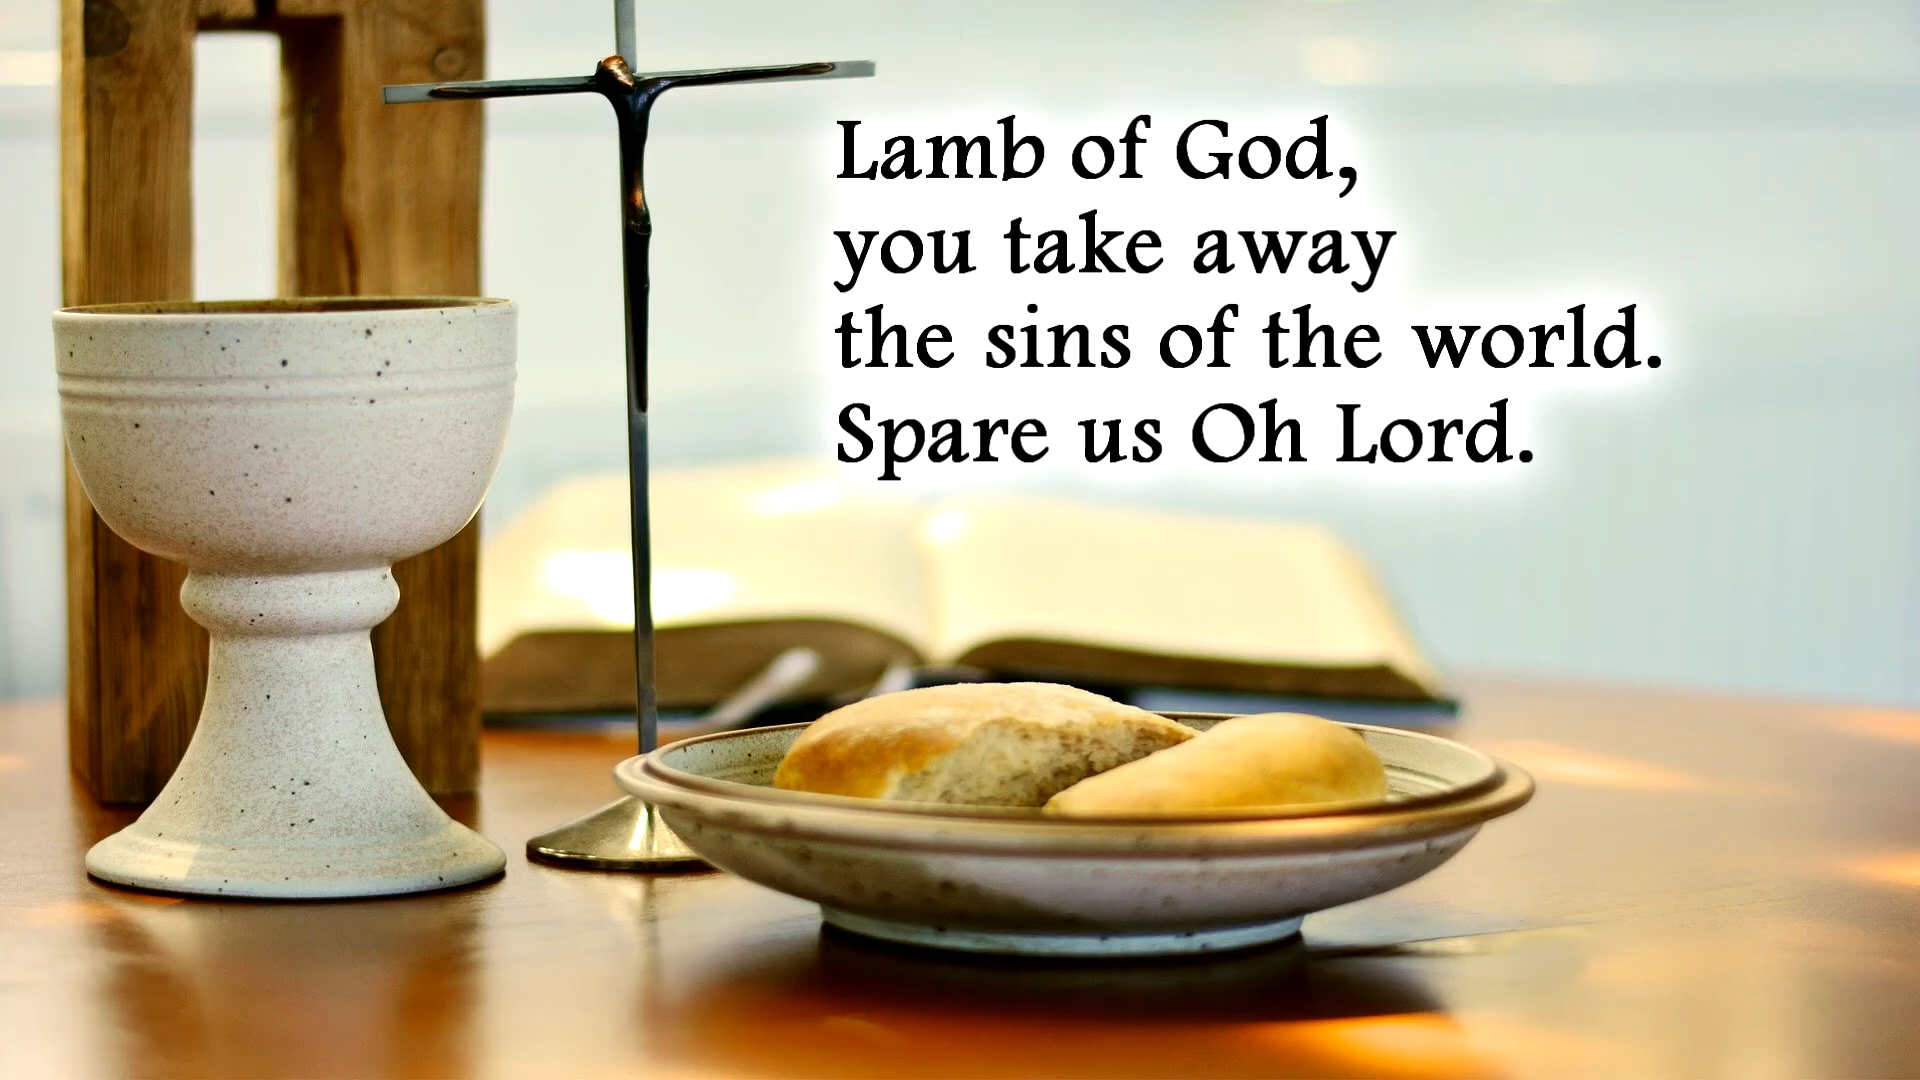 Lamb of God,
you take away
the sins of the world.
Spare us Oh Lord.